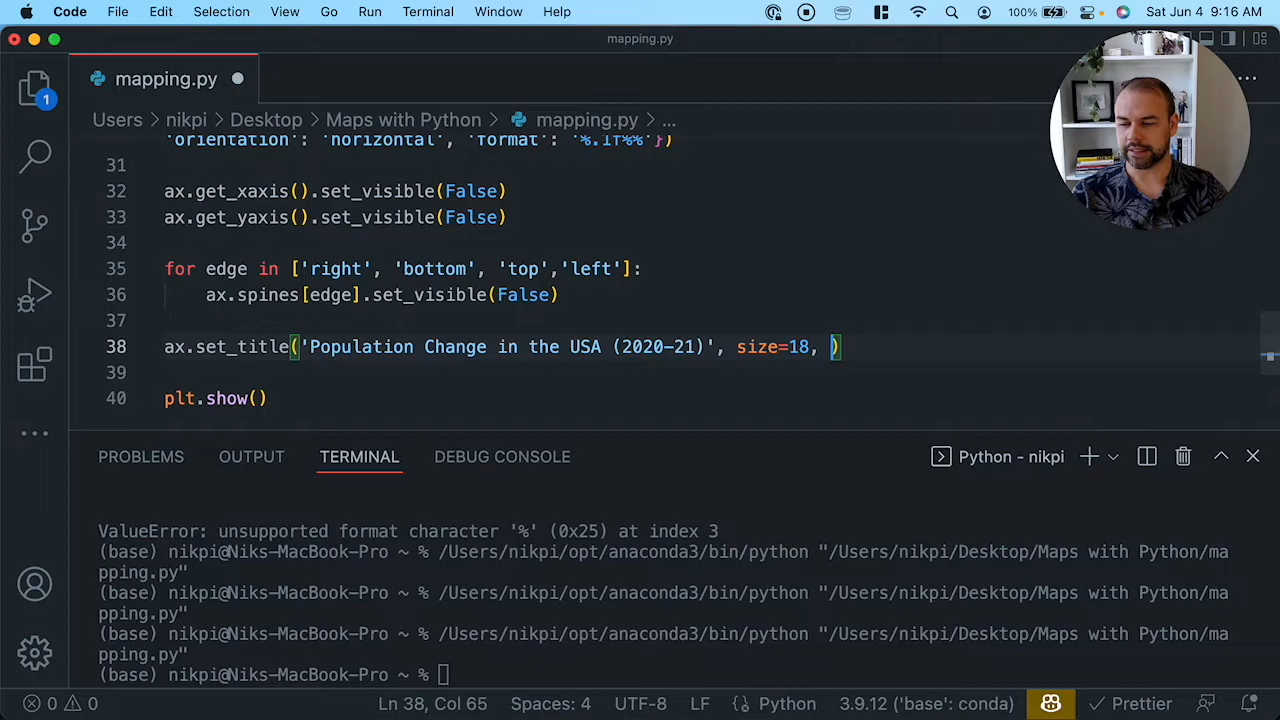 Code File Edit Selection View Go Run Terminal Window Help 100% Sat Jun 4 9:16 AM
mapping.py
mapping.py
1
Users > nikpi > Desktop > Maps with Python > mapping.py > ...
'orientation': 'horizontal', 'format': '%.1f%%'})
31
32 ax.get_xaxis().set_visible(False)
33 ax.get_yaxis().set_visible(False)
34
35 for edge in ['right', 'bottom', 'top','left']:
36 ax.spines[edge].set_visible(False)
37
38 ax.set_title('Population Change in the USA (2020-21)', size=18, )
39
40 plt.show()
PROBLEMS OUTPUT TERMINAL DEBUG CONSOLE Python - nikpi
ValueError: unsupported format character '%' (0x25) at index 3
(base) nikpi@Niks-MacBook-Pro ~ % /Users/nikpi/opt/anaconda3/bin/python "/Users/nikpi/Desktop/Maps with Python/ma
pping.py"
(base) nikpi@Niks-MacBook-Pro ~ % /Users/nikpi/opt/anaconda3/bin/python "/Users/nikpi/Desktop/Maps with Python/ma
pping.py"
(base) nikpi@Niks-MacBook-Pro ~ % /Users/nikpi/opt/anaconda3/bin/python "/Users/nikpi/Desktop/Maps with Python/ma
pping.py"
(base) nikpi@Niks-MacBook-Pro ~ %
0 0 Ln 38, Col 65 Spaces: 4 UTF-8 LF Python 3.9.12 ('base': conda) Prettier